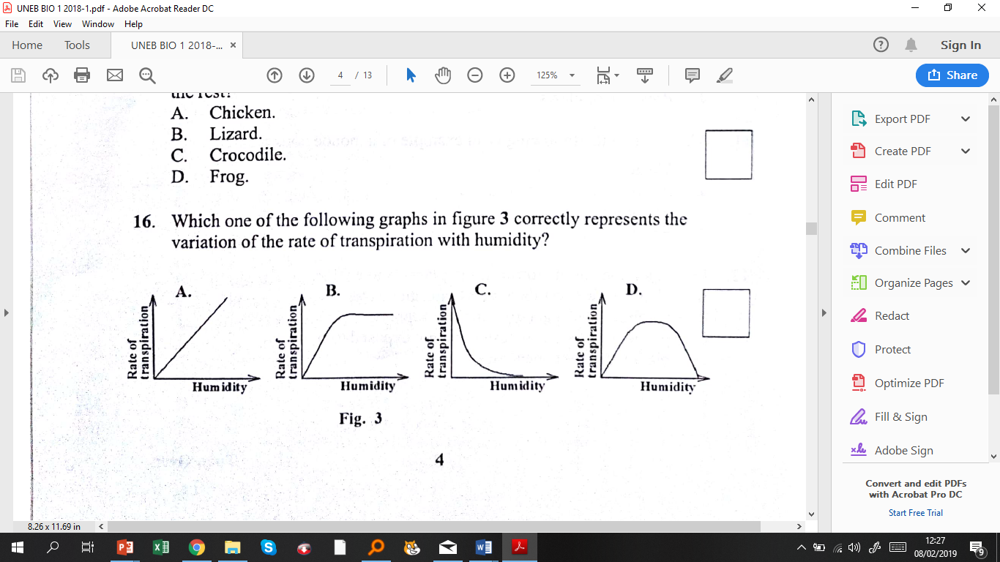 UNEB BIO 1 2018-1.pdf - Adobe Acrobat Reader DC
File Edit View Window Help
Home Tools UNEB BIO 1 2018-... × Sign In
4 / 13 125% Share
the rest?
A. Chicken.
B. Lizard.
C. Crocodile.
D. Frog.
16. Which one of the following graphs in figure 3 correctly represents the
variation of the rate of transpiration with humidity?
A. B. C. D.
Rate of transpiration Rate of transpiration Rate of transpiration Rate of transpiration
Humidity Humidity Humidity Humidity
Fig. 3
4
8.26 x 11.69 in
Export PDF
Create PDF
Edit PDF
Comment
Combine Files
Organize Pages
Redact
Protect
Optimize PDF
Fill & Sign
Adobe Sign
Convert and edit PDFs
with Acrobat Pro DC
Start Free Trial
12:27
08/02/2019
9